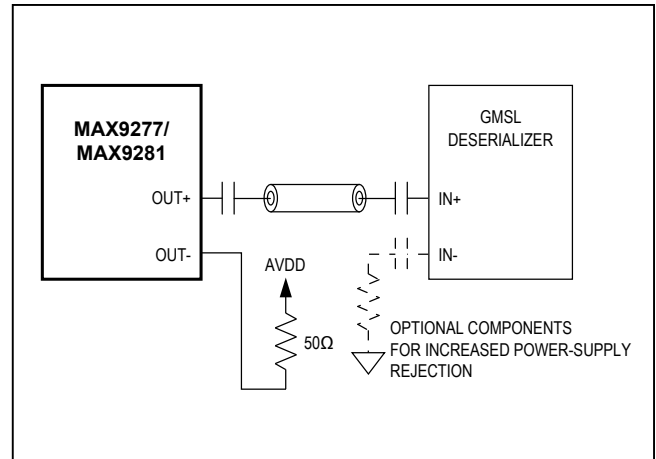 MAX9277/
MAX9281
GMSL
DESERIALIZER
OUT+
IN+
OUT-
IN-
AVDD
50Ω
OPTIONAL COMPONENTS
FOR INCREASED POWER-SUPPLY
REJECTION